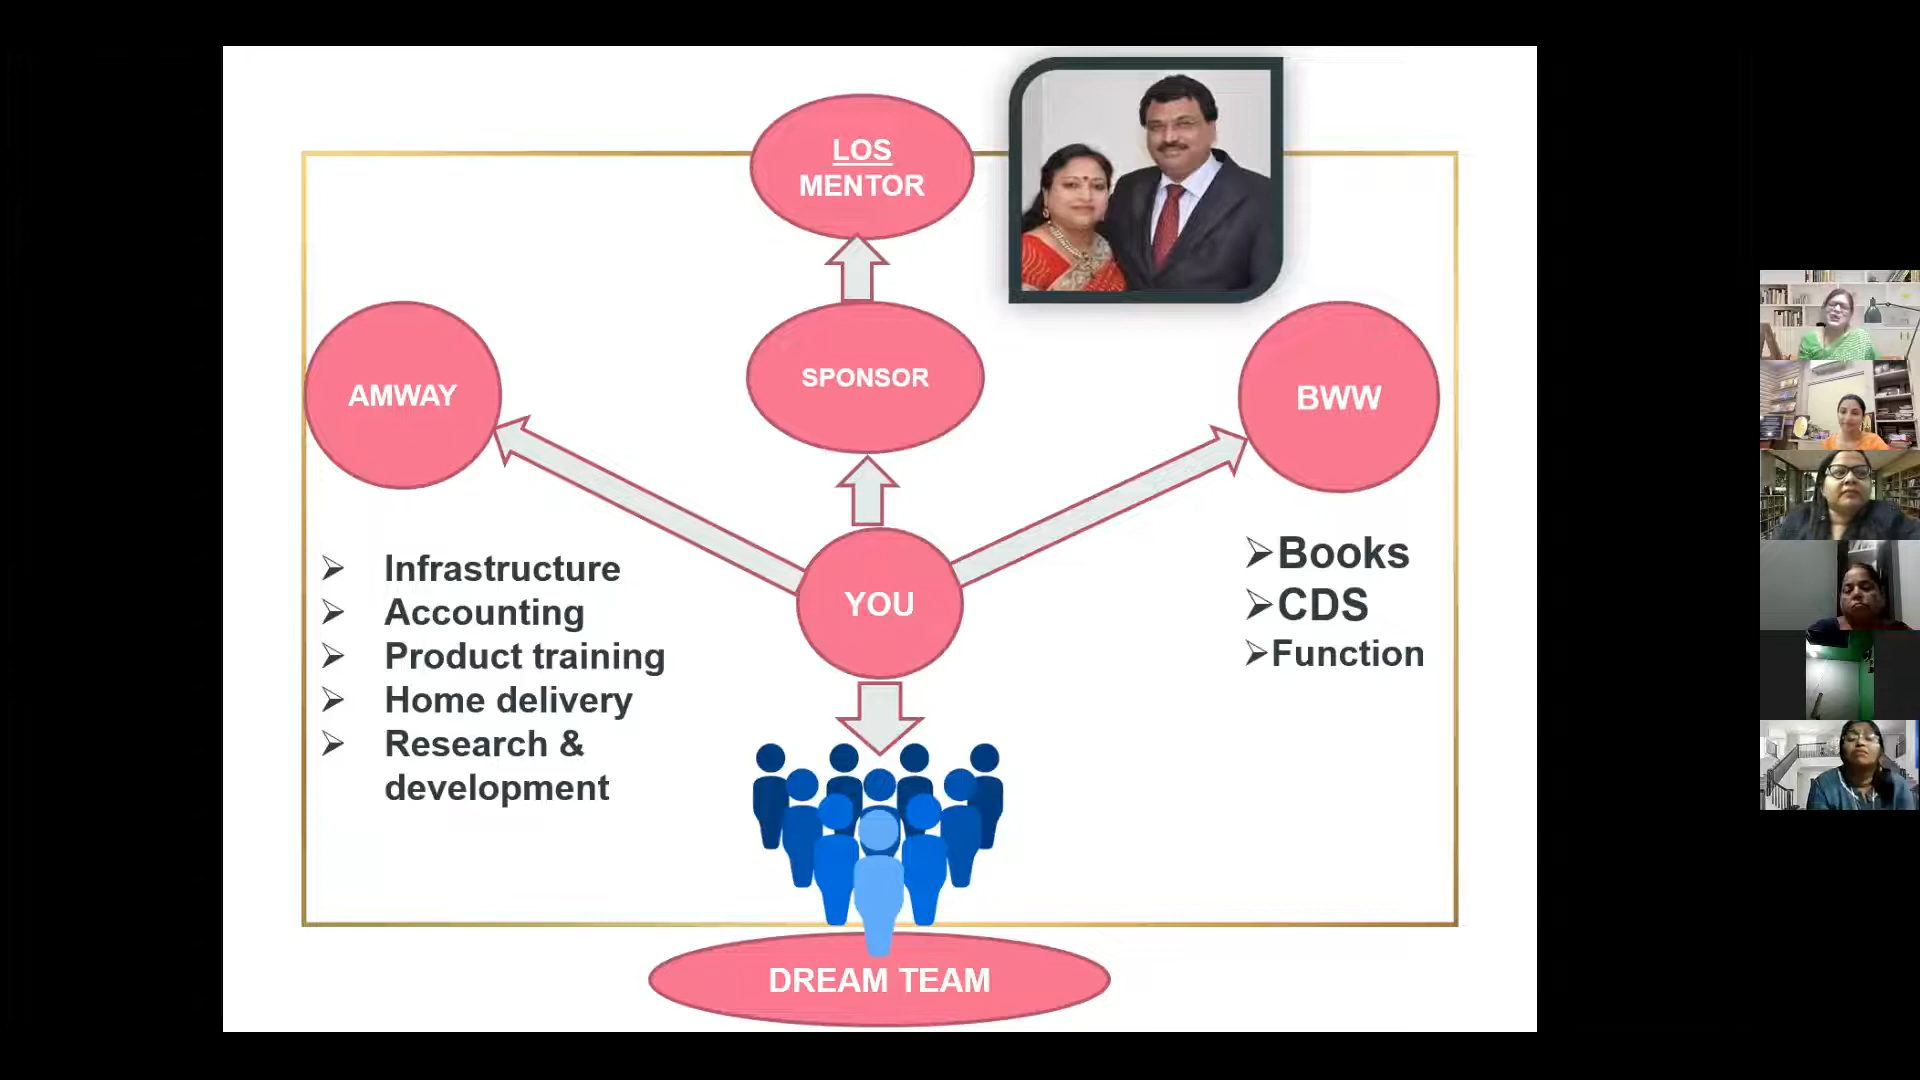 LOS
MENTOR
AMWAY
SPONSOR
BWW
YOU
Infrastructure
Accounting
Product training
Home delivery
Research &
development
Books
CDS
Function
DREAM TEAM